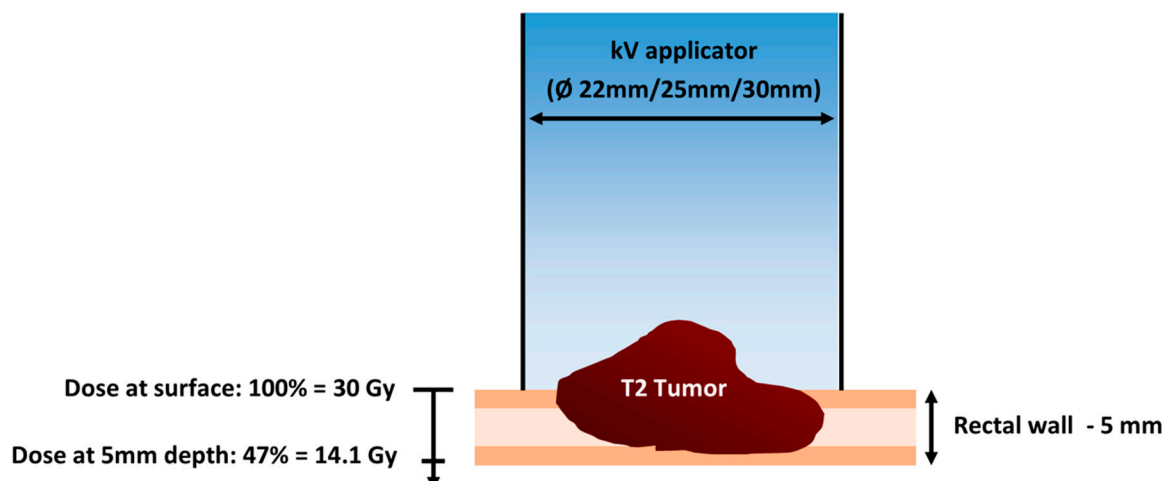 kV applicator
(Ø 22mm/25mm/30mm)
T2 Tumor
Dose at surface: 100% = 30 Gy
Rectal wall - 5 mm
Dose at 5mm depth: 47% = 14.1 Gy